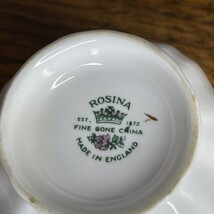 ROSINA
EST. 1875
FINE BONE CHINA
MADE IN ENGLAND